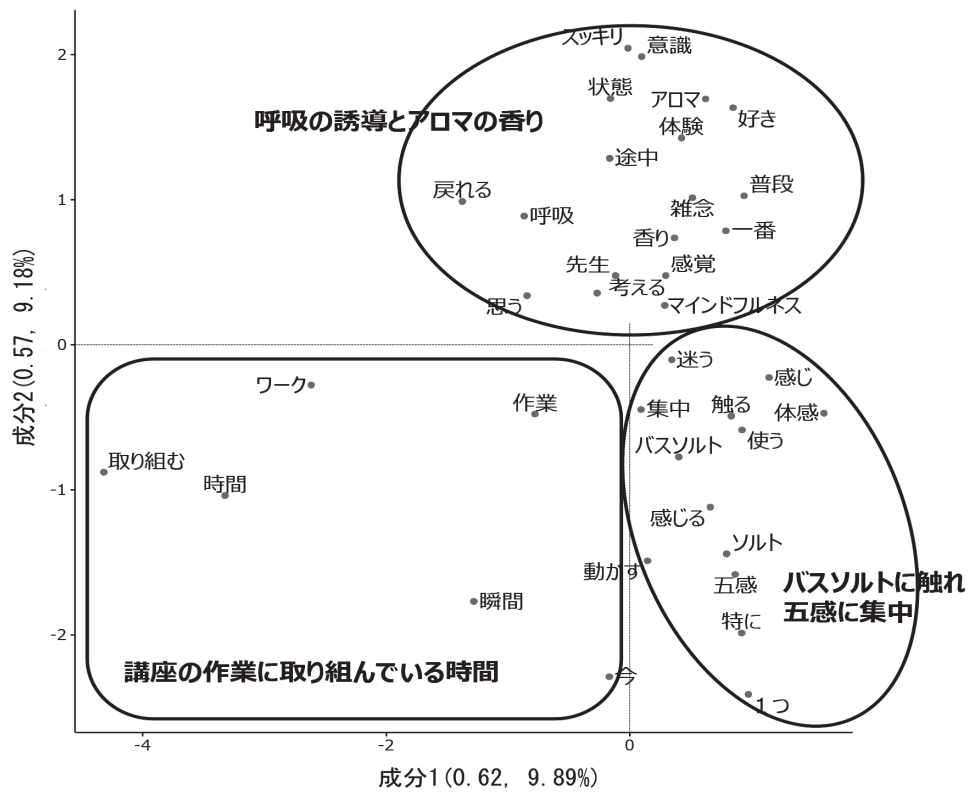 2
スッキリ
意識
状態
アロマ
好き
呼吸の誘導とアロマの香り
体験
途中
戻れる
普段
1
呼吸
雑念
香り
一番
先生
感覚
考える
思う
マインドフルネス
成分2(0.57, 9.18%)
0
迷う
ワーク
感じ
作業
集中
触る
体感
バスソルト
使う
取り組む
-1
時間
感じる
ソルト
動かす
五感
バスソルトに触れ
五感に集中
瞬間
特に
-2
講座の作業に取り組んでいる時間
今
1つ
-4
-2
0
成分1(0.62, 9.89%)